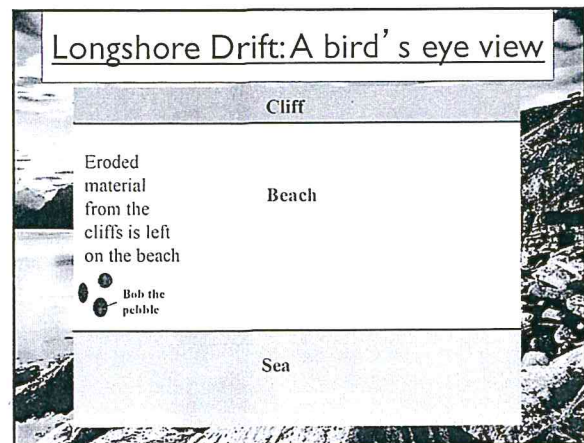 Longshore Drift: A bird's eye view
Cliff
Eroded
material
from the
cliffs is left
on the beach
Beach
Bob the
pebble
Sea